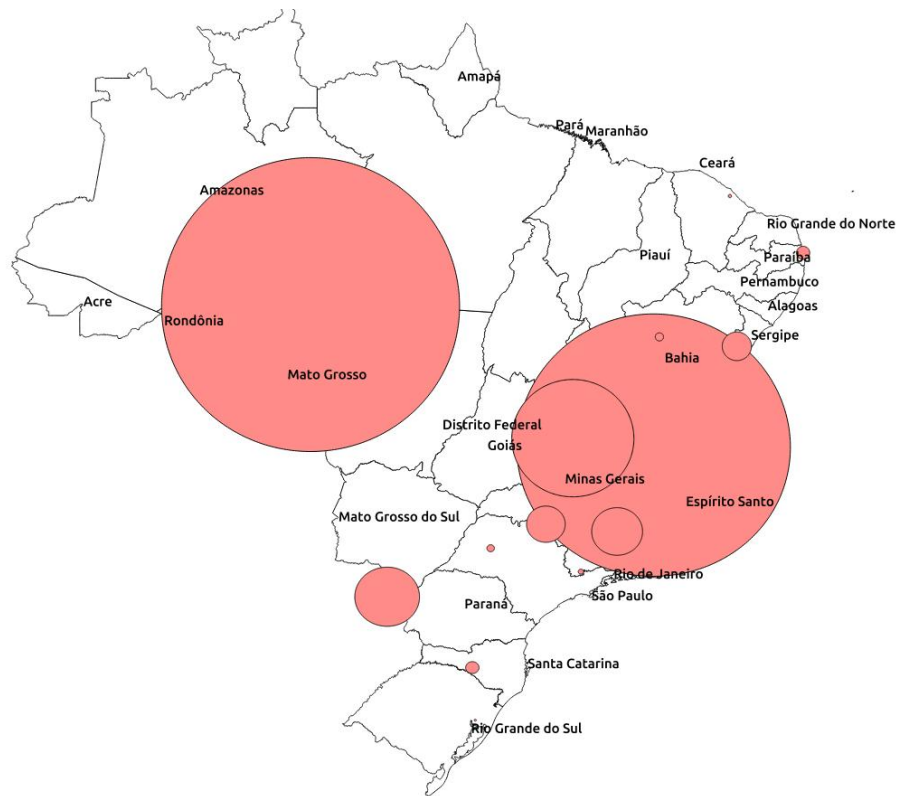 Amapá
Pará
Maranhão
Ceará
Amazonas
Rio Grande do Norte
Piauí
Paraíba
Pernambuco
Acre
Alagoas
Rondônia
Sergipe
Bahia
Mato Grosso
Distrito Federal
Goiás
Minas Gerais
Espírito Santo
Mato Grosso do Sul
Rio de Janeiro
São Paulo
Paraná
Santa Catarina
Rio Grande do Sul